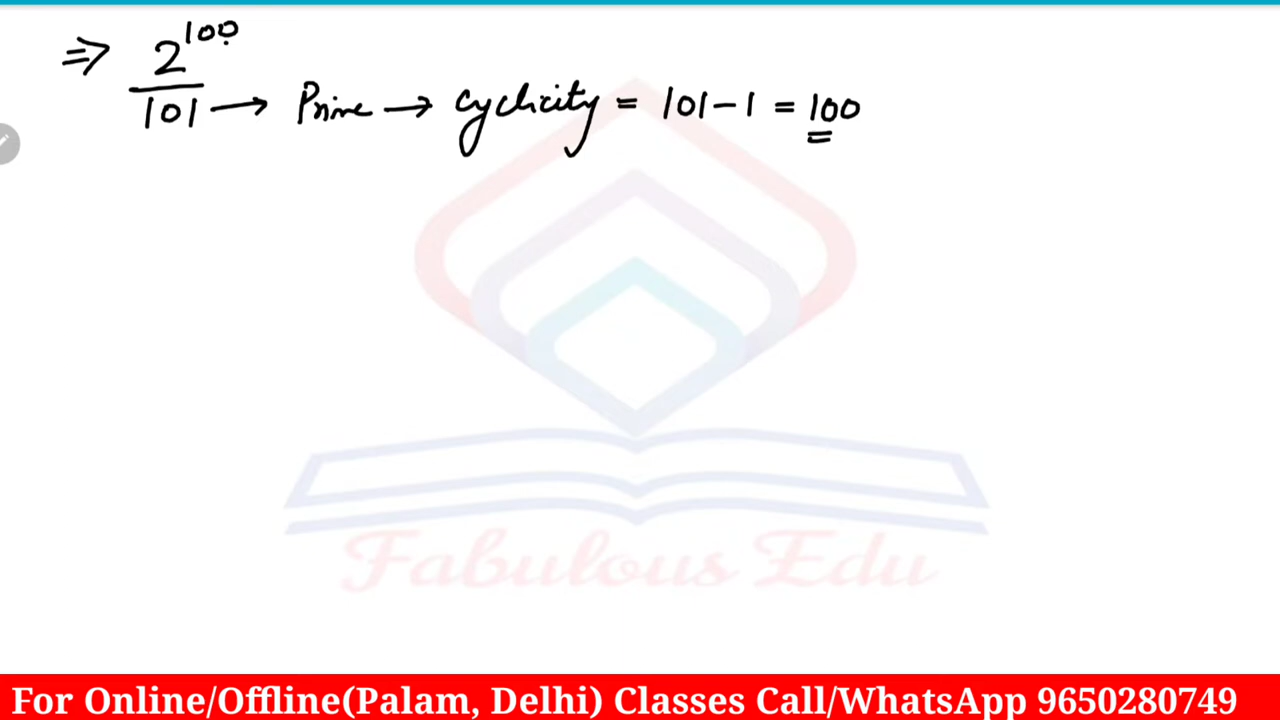 ⇒ 2^100
101 → Prime → cyclicity = 101 - 1 = 100
Fabulous Edu
For Online/Offline(Palam, Delhi) Classes Call/WhatsApp 9650280749